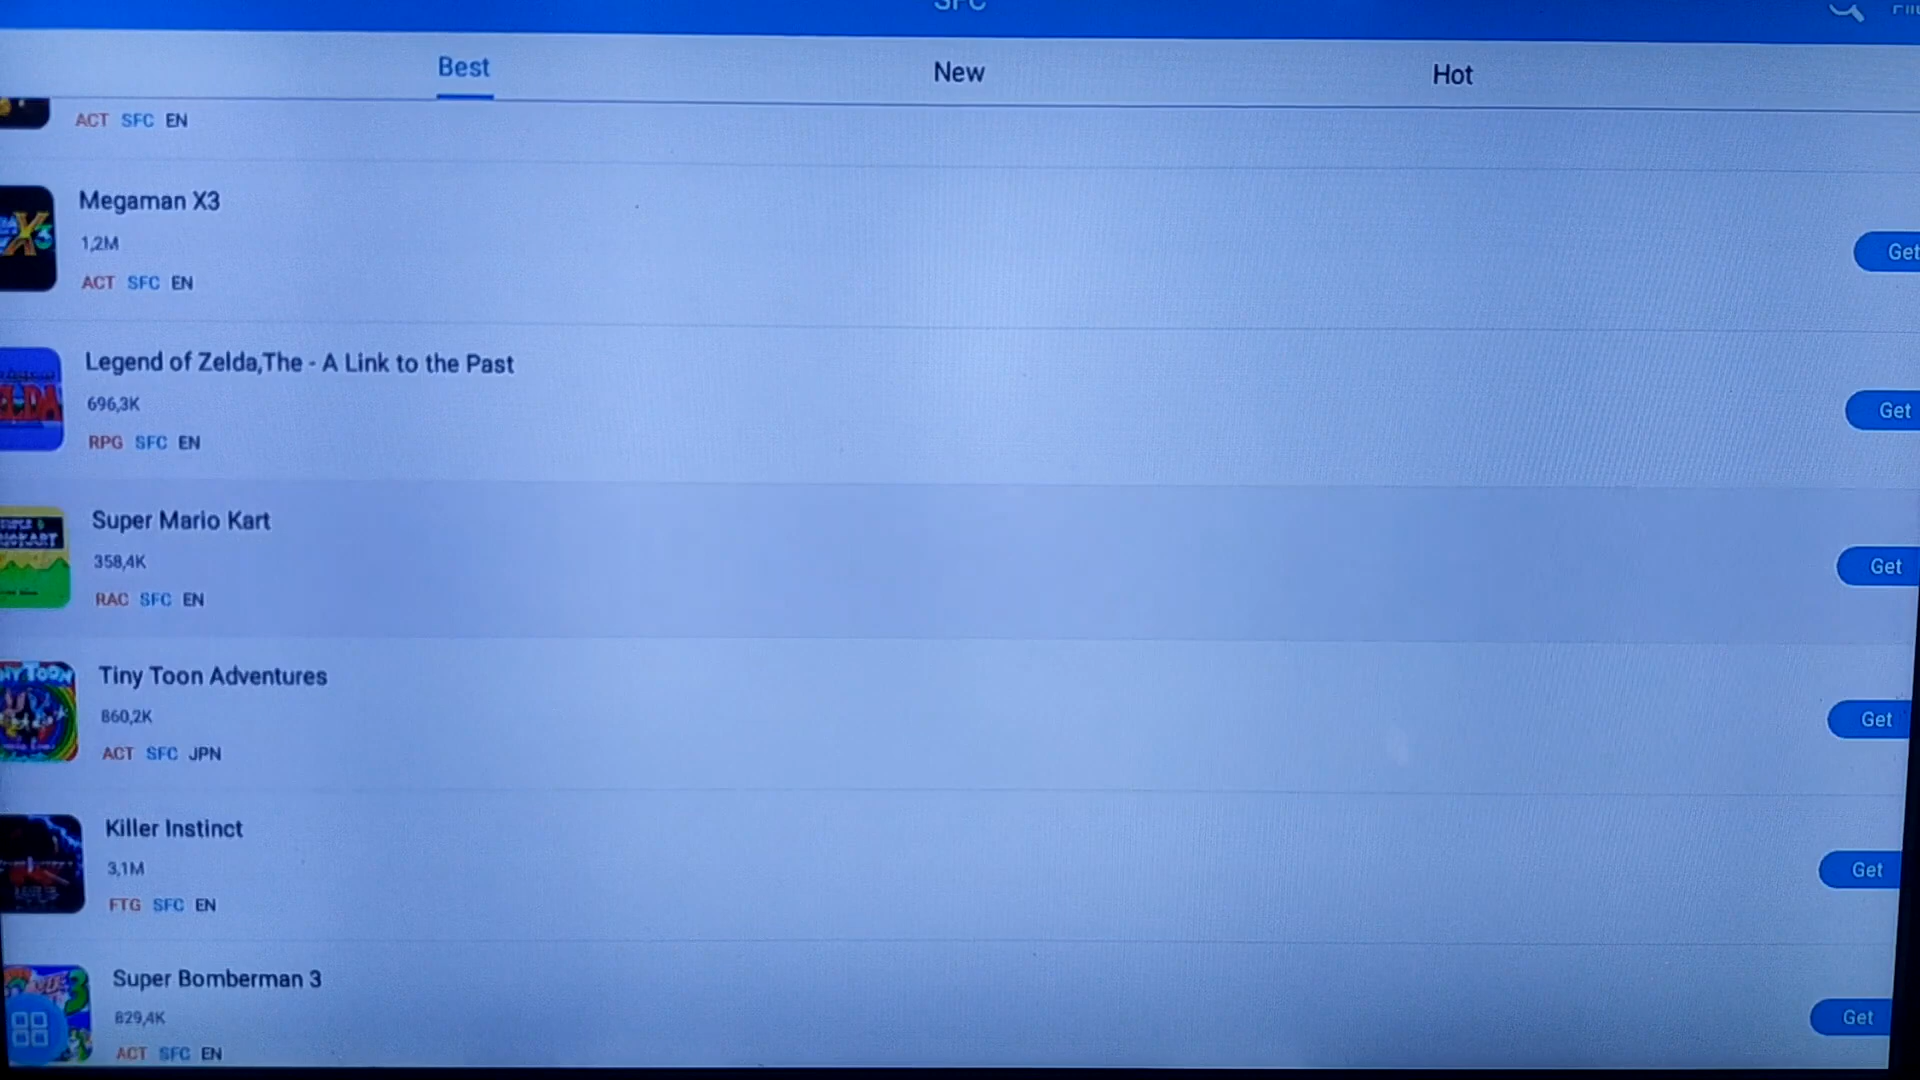 SFC
Best
New
Hot
ACT SFC EN
Megaman X3
1,2M
ACT SFC EN
Get
Legend of Zelda,The - A Link to the Past
696,3K
RPG SFC EN
Get
Super Mario Kart
358,4K
RAC SFC EN
Get
Tiny Toon Adventures
860,2K
ACT SFC JPN
Get
Killer Instinct
3,1M
FTG SFC EN
Get
Super Bomberman 3
829,4K
ACT SFC EN
Get